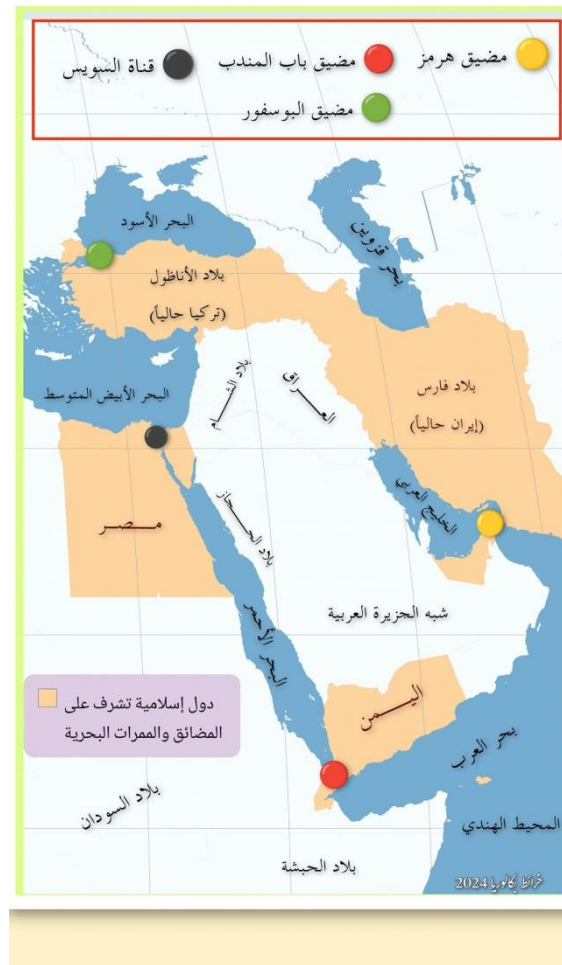 مضيق هرمز
مضيق باب المندب
قناة السويس
مضيق البوسفور
البحر الأسود
بحر قزوين
بلاد الأناظول
(تركيا حالياً)
البحر الأبيض المتوسط
بلاد الشام
العراق
بلاد فارس
(إيران حالياً)
الخليج العربي
مصر
بلاد الحجاز
شبه الجزيرة العربية
البحر الأحمر
اليمن
دول إسلامية تشرف على
المضائق والممرات البحرية
بحر العرب
بلاد السودان
المحيط الهندي
بلاد الحبشة
خرائط بكالوريا 2024